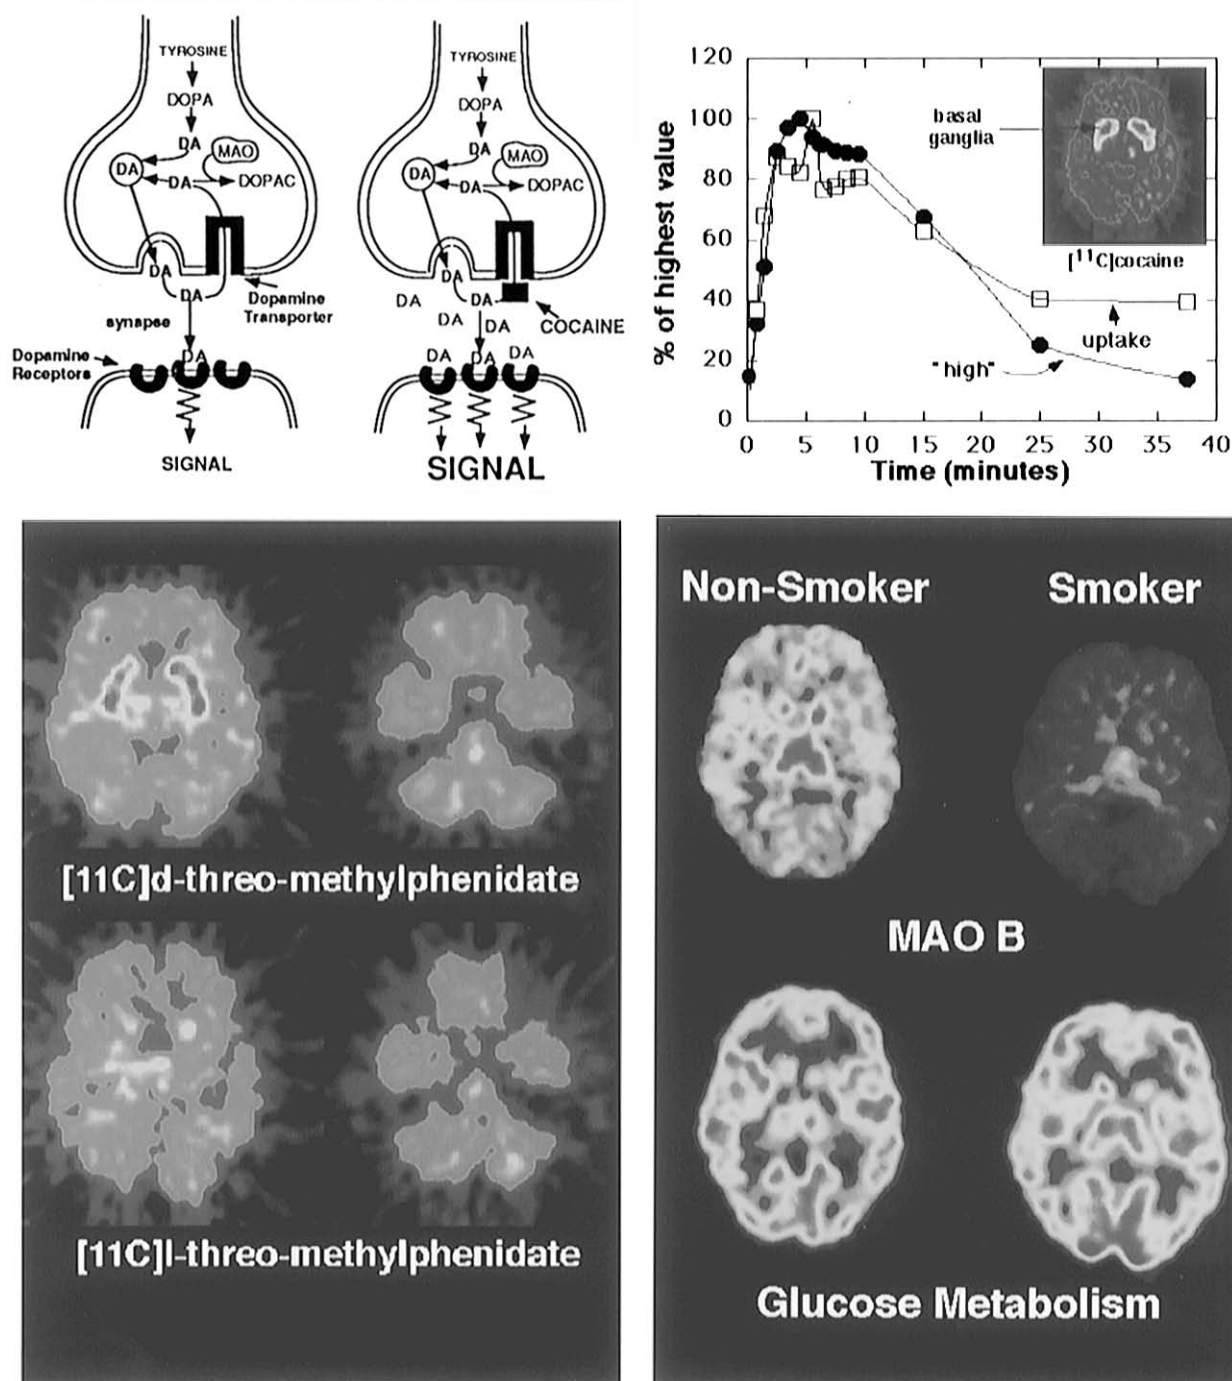 TYROSINE
DOPA
DA
MAO
DA
DA
DOPAC
DA
DA
Dopamine
Transporter
synapse
Dopamine
Receptors
DA
SIGNAL
TYROSINE
DOPA
DA
MAO
DA
DA
DOPAC
DA
DA
DA
DA
DA
COCAINE
DA
DA
DA
SIGNAL
% of highest value
120
100
80
60
40
20
0
basal
ganglia
[11C]cocaine
uptake
"high"
0 5 10 15 20 25 30 35 40
Time (minutes)
[11C]d-threo-methylphenidate
[11C]l-threo-methylphenidate
Non-Smoker
Smoker
MAO B
Glucose Metabolism